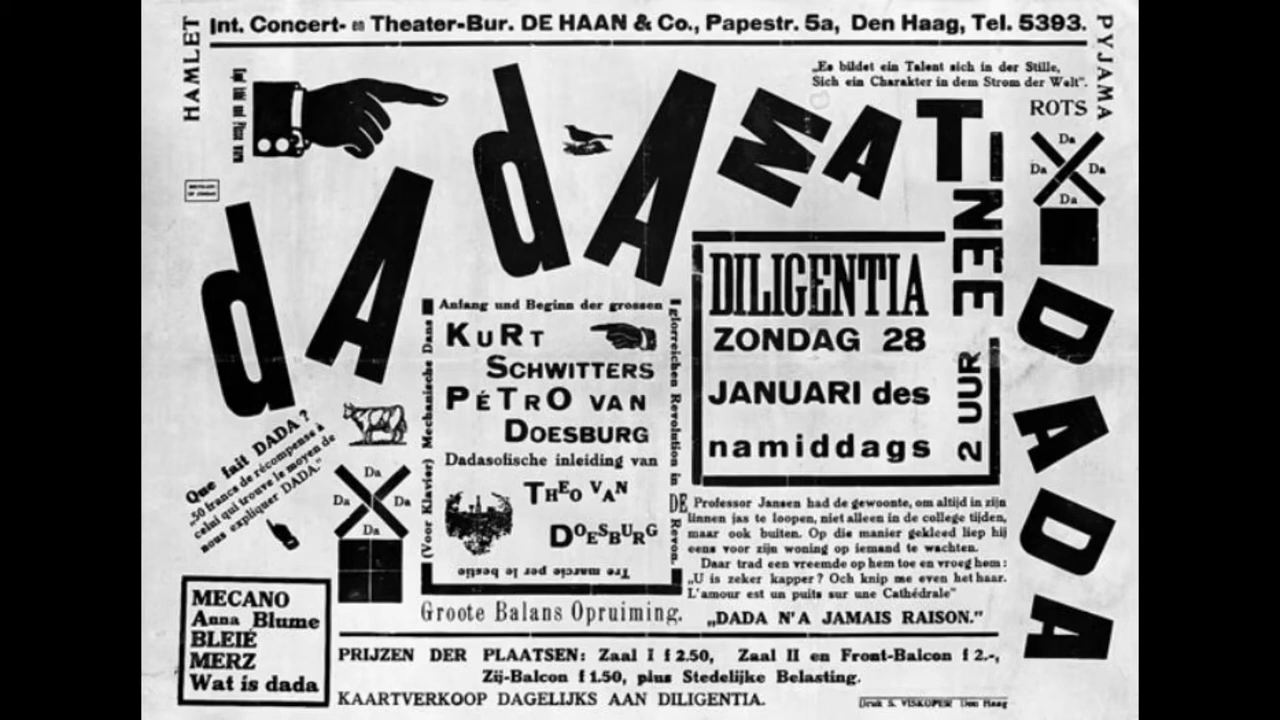 HAMLET
Int. Concert- en Theater-Bur. DE HAAN & Co., Papestr. 5a, Den Haag, Tel. 5393.
PYJAMA
„Es bildet ein Talent sich in der Stille,
Sich ein Charakter in dem Strom der Welt".
dADA
dADA
MATINEE
ROTS
Da
Da Da
Da
DADA
DADA
DILIGENTIA
ZONDAG 28
JANUARI des
namiddags
2 UUR
(Voor Klavier) Mechanische Dans
Anfang und Beginn der grossen
glorreichen Revolution in
DE Revon.
KURT
SCHWITTERS
PÉTRO VAN
DOESBURG
Dadasofische inleiding van
THEO VAN
DOESBURG
Tre marcie per le bestie
Groote Balans Opruiming.
Que fait DADA?
„50 francs de récompense à
celui qui trouve le moyen de
nous expliquer DADA."
Da
Da Da
Da
Professor Jansen had de gewoonte, om altijd in zijn
linnen jas te loopen, niet alleen in de college tijden,
maar ook buiten. Op die manier gekleed liep hij
eens voor zijn woning op iemand te wachten.
Daar trad een vreemde op hem toe en vroeg hem:
„U is zeker kapper? Och knip me even het haar.
L'amour est un puits sur une Cathédrale"
„DADA N'A JAMAIS RAISON."
MECANO
Anna Blume
BLEIÉ
MERZ
Wat is dada
PRIJZEN DER PLAATSEN: Zaal I f 2.50, Zaal II en Front-Balcon f 2.-,
Zij-Balcon f 1.50, plus Stedelijke Belasting.
KAARTVERKOOP DAGELIJKS AAN DILIGENTIA.
Druk S. VISKOPER Den Haag